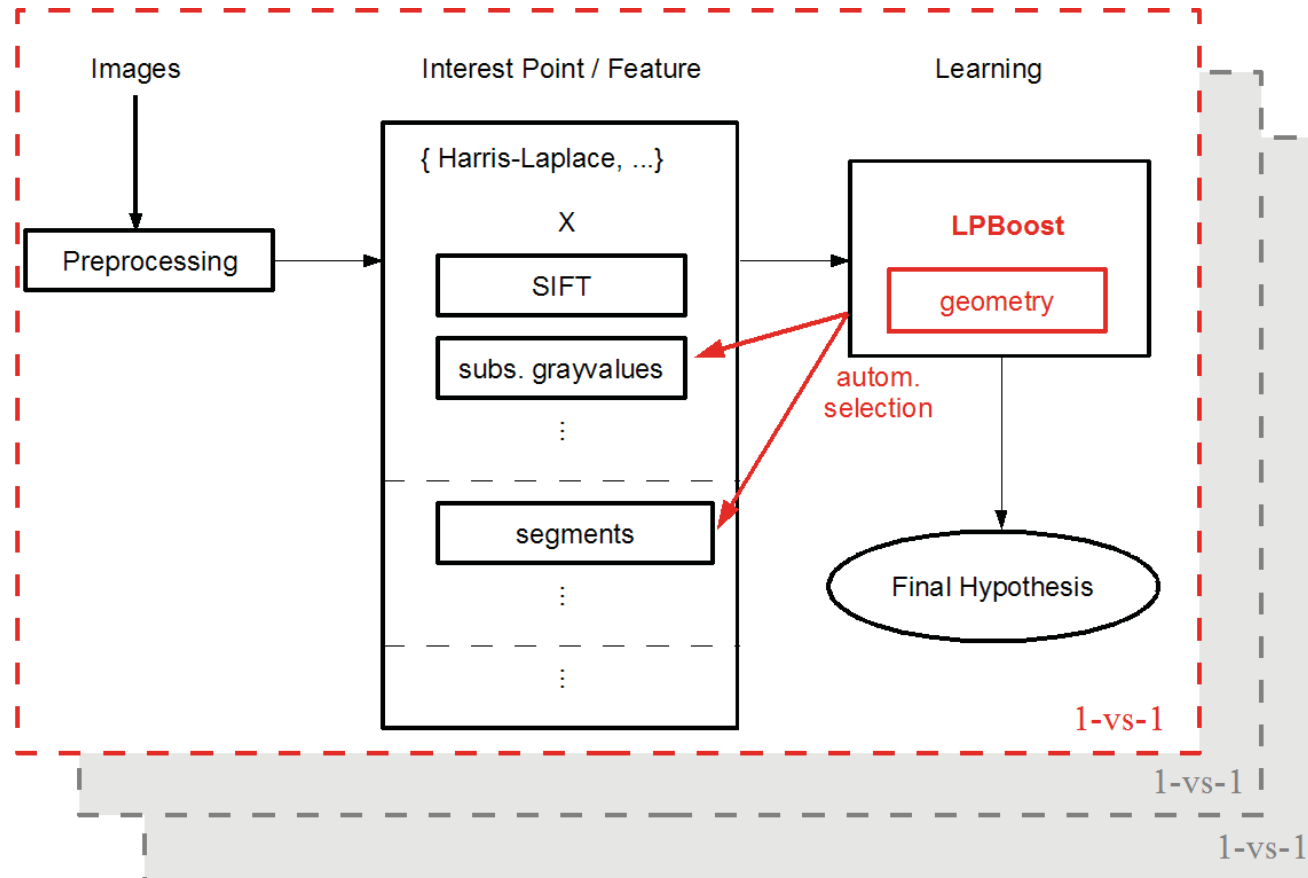 Images
Interest Point / Feature
Learning
{ Harris-Laplace, ...}
X
Preprocessing
SIFT
subs. grayvalues
⋮
segments
⋮
⋮
LPBoost
geometry
autom.
selection
Final Hypothesis
1-vs-1
1-vs-1
1-vs-1